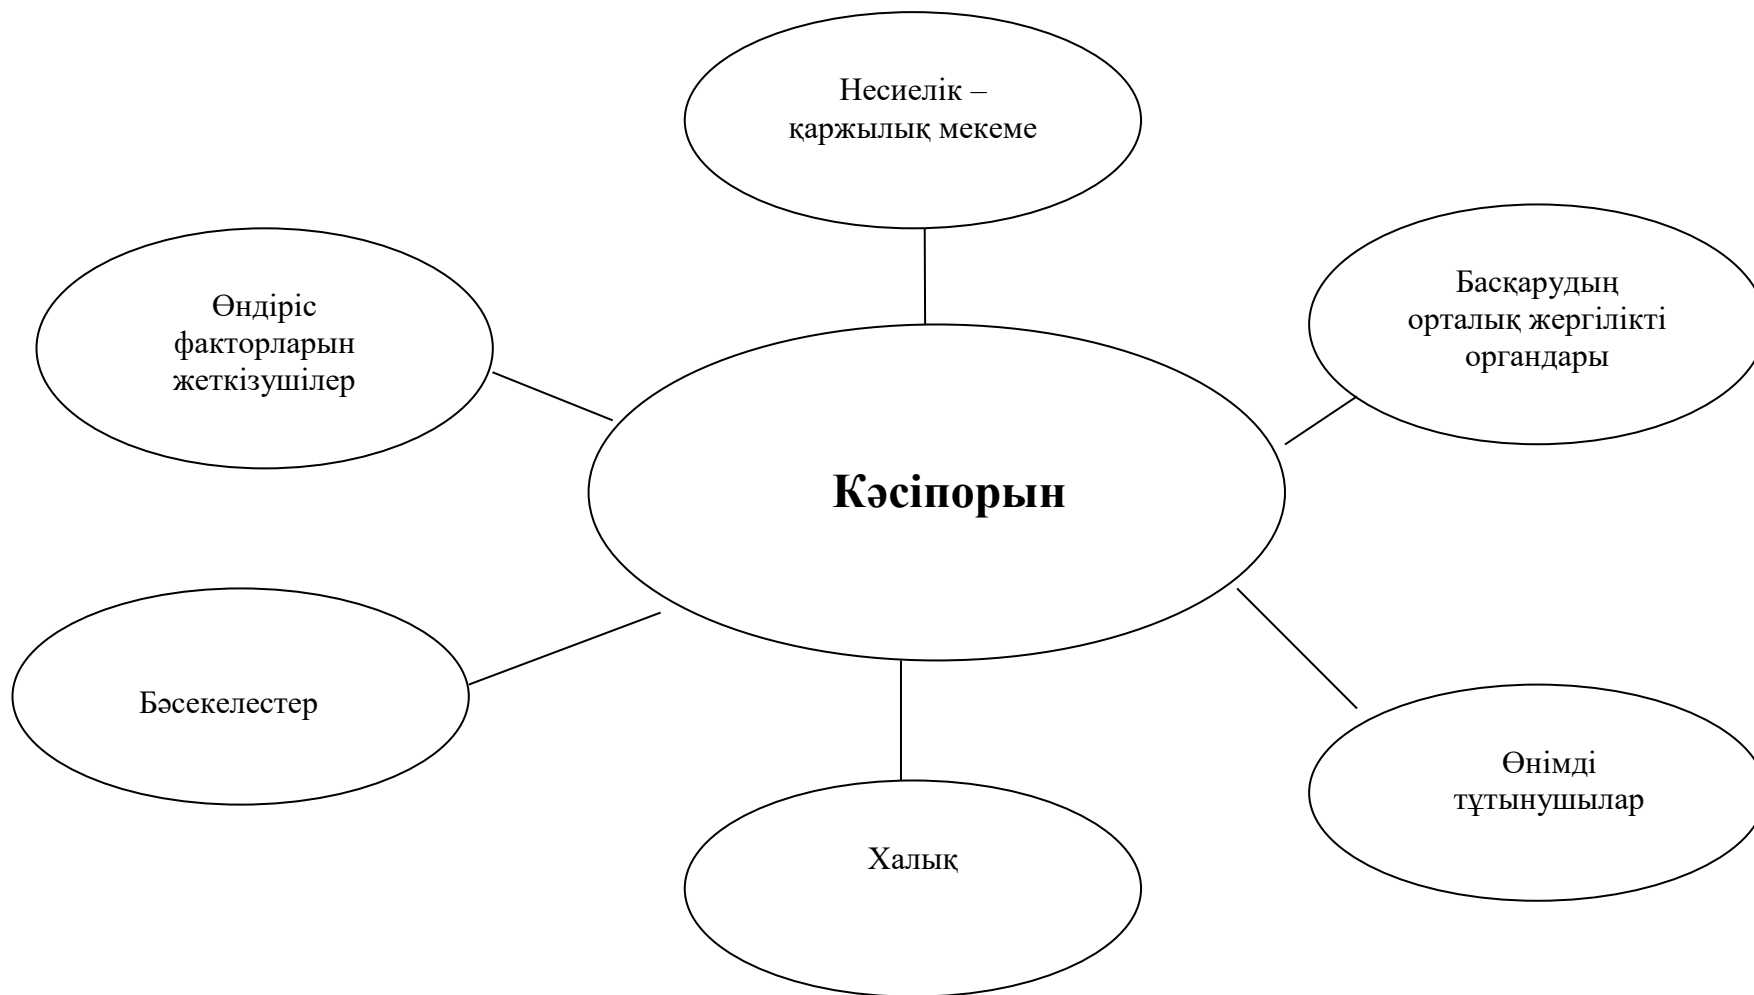 Несиелік –
қаржылық мекеме
Өндіріс
факторларын
жеткізушілер
Басқарудың
орталық жергілікті
органдары
Кәсіпорын
Бәсекелестер
Өнімді
тұтынушылар
Халық